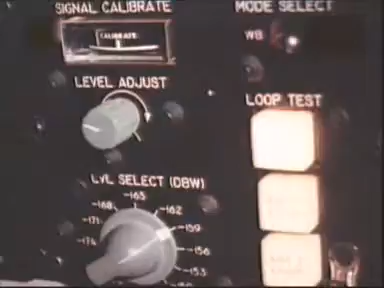 SIGNAL CALIBRATE
MODE SELECT
CALIBRATE
WB
LEVEL ADJUST
LOOP TEST
LVL SELECT (DBW)
-165
-168
-162
-171
-159
-174
-156
-153